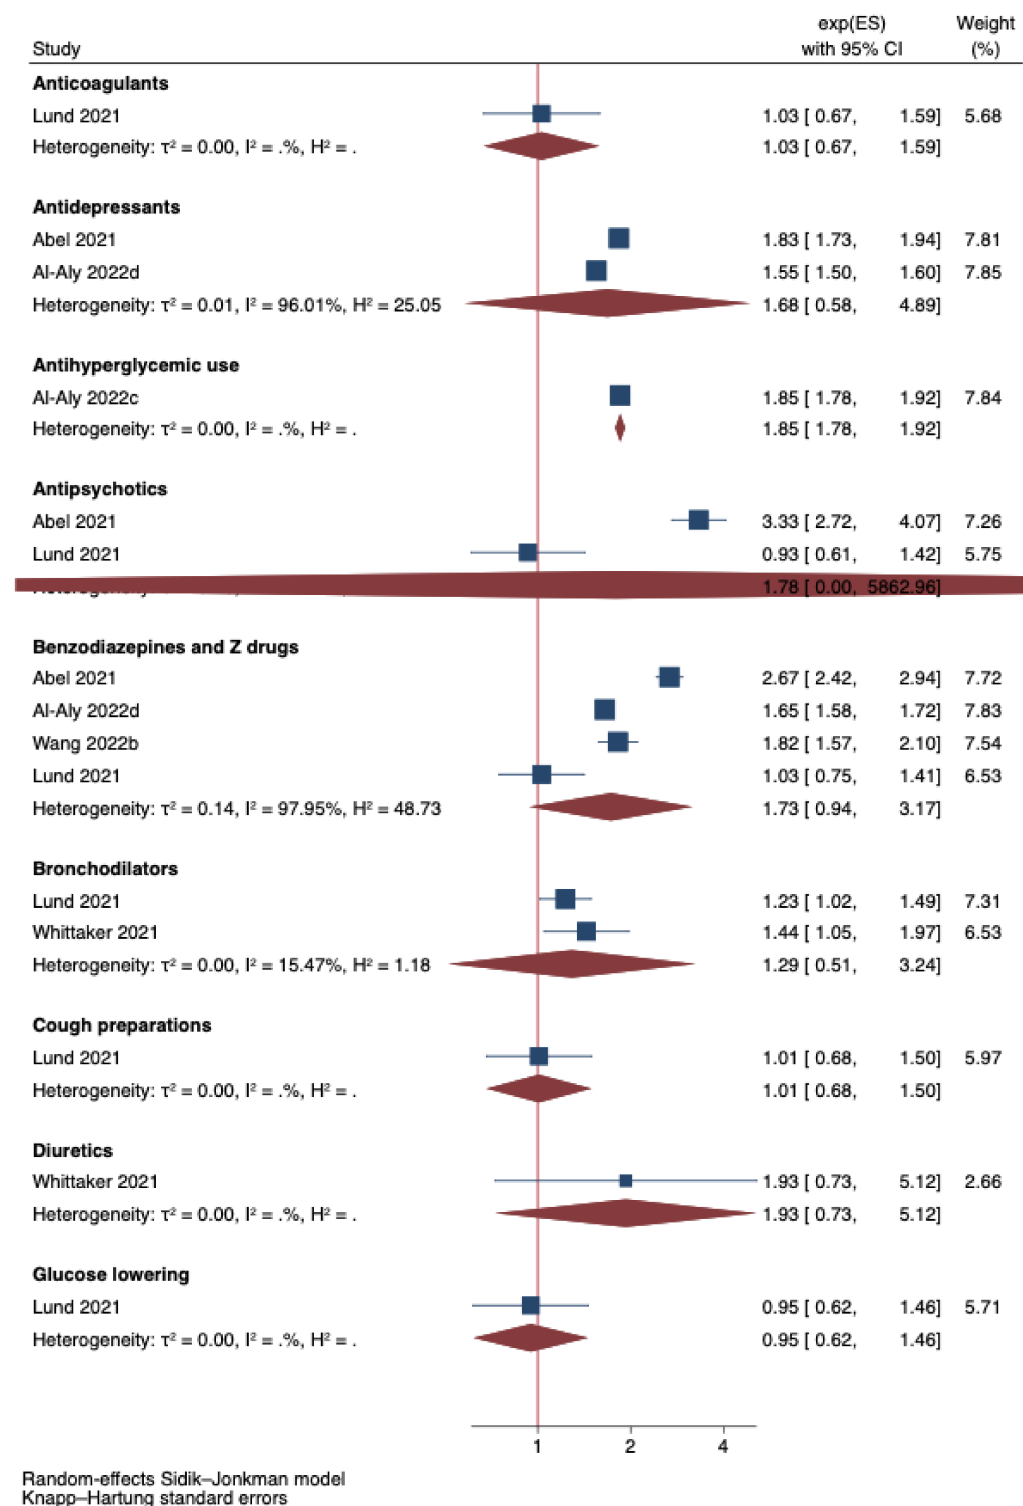 exp(ES) Weight
Study with 95% CI (%)
Anticoagulants
Lund 2021 1.03 [ 0.67, 1.59] 5.68
Heterogeneity: τ² = 0.00, I² = .%, H² = . 1.03 [ 0.67, 1.59]
Antidepressants
Abel 2021 1.83 [ 1.73, 1.94] 7.81
Al-Aly 2022d 1.55 [ 1.50, 1.60] 7.85
Heterogeneity: τ² = 0.01, I² = 96.01%, H² = 25.05 1.68 [ 0.58, 4.89]
Antihyperglycemic use
Al-Aly 2022c 1.85 [ 1.78, 1.92] 7.84
Heterogeneity: τ² = 0.00, I² = .%, H² = . 1.85 [ 1.78, 1.92]
Antipsychotics
Abel 2021 3.33 [ 2.72, 4.07] 7.26
Lund 2021 0.93 [ 0.61, 1.42] 5.75
1.78 [ 0.00, 5862.96]
Benzodiazepines and Z drugs
Abel 2021 2.67 [ 2.42, 2.94] 7.72
Al-Aly 2022d 1.65 [ 1.58, 1.72] 7.83
Wang 2022b 1.82 [ 1.57, 2.10] 7.54
Lund 2021 1.03 [ 0.75, 1.41] 6.53
Heterogeneity: τ² = 0.14, I² = 97.95%, H² = 48.73 1.73 [ 0.94, 3.17]
Bronchodilators
Lund 2021 1.23 [ 1.02, 1.49] 7.31
Whittaker 2021 1.44 [ 1.05, 1.97] 6.53
Heterogeneity: τ² = 0.00, I² = 15.47%, H² = 1.18 1.29 [ 0.51, 3.24]
Cough preparations
Lund 2021 1.01 [ 0.68, 1.50] 5.97
Heterogeneity: τ² = 0.00, I² = .%, H² = . 1.01 [ 0.68, 1.50]
Diuretics
Whittaker 2021 1.93 [ 0.73, 5.12] 2.66
Heterogeneity: τ² = 0.00, I² = .%, H² = . 1.93 [ 0.73, 5.12]
Glucose lowering
Lund 2021 0.95 [ 0.62, 1.46] 5.71
Heterogeneity: τ² = 0.00, I² = .%, H² = . 0.95 [ 0.62, 1.46]
1 2 4
Random-effects Sidik–Jonkman model
Knapp–Hartung standard errors